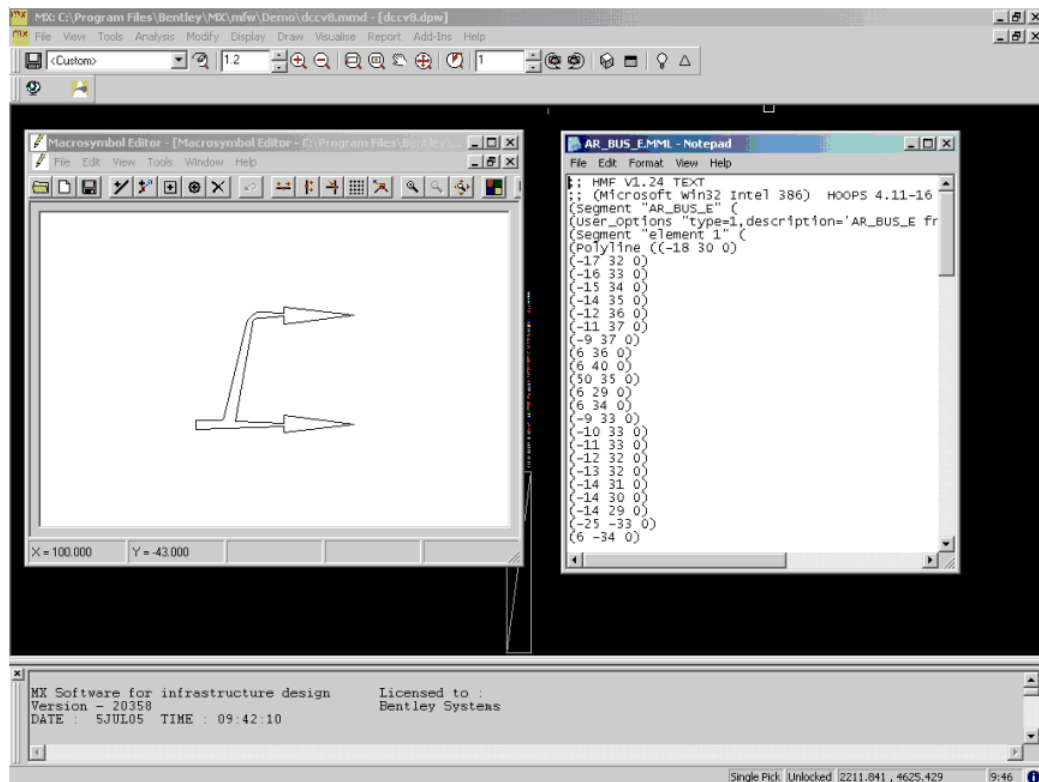 MX: C:\Program Files\Bentley\MX\mfw\Demo\dccv8.mmd - [dccv8.dpw]
File View Tools Analysis Modify Display Draw Visualise Report Add-Ins Help
<Custom> 1.2 1
Macrosymbol Editor - [Macrosymbol Editor - C:\Program Files\Bentley\...
File Edit View Tools Window Help
X = 100.000 Y = -43.000
AR_BUS_E.MML - Notepad
File Edit Format View Help
;; HMF V1.24 TEXT
;; (Microsoft Win32 Intel 386) HOOPS 4.11-16
(Segment "AR_BUS_E" (
(User_Options "type=1,description='AR_BUS_E fr
(Segment "element 1" (
(Polyline ((-18 30 0)
(-17 32 0)
(-16 33 0)
(-15 34 0)
(-14 35 0)
(-12 36 0)
(-11 37 0)
(-9 37 0)
(6 36 0)
(6 40 0)
(50 35 0)
(6 29 0)
(6 34 0)
(-9 33 0)
(-10 33 0)
(-11 33 0)
(-12 32 0)
(-13 32 0)
(-14 31 0)
(-14 30 0)
(-14 29 0)
(-25 -33 0)
(6 -34 0)
MX Software for infrastructure design Licensed to :
Version - 20358 Bentley Systems
DATE : 5JUL05 TIME : 09:42:10
Single Pick Unlocked 2211.841 , 4625.429 9:46